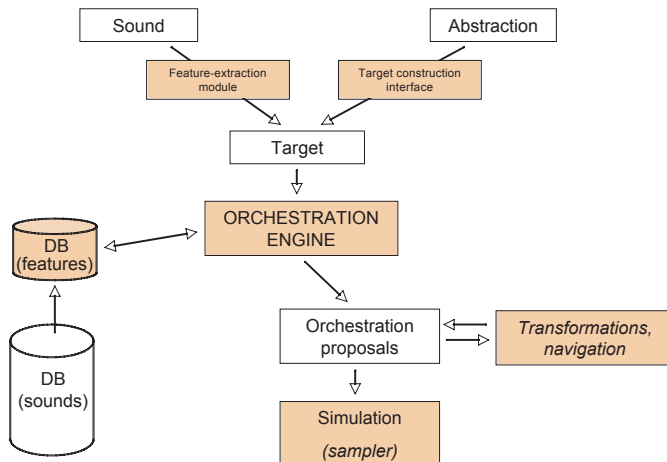 Sound
Abstraction
Feature-extraction
module
Target construction
interface
Target
ORCHESTRATION
ENGINE
DB
(features)
Orchestration
proposals
Transformations,
navigation
DB
(sounds)
Simulation
(sampler)